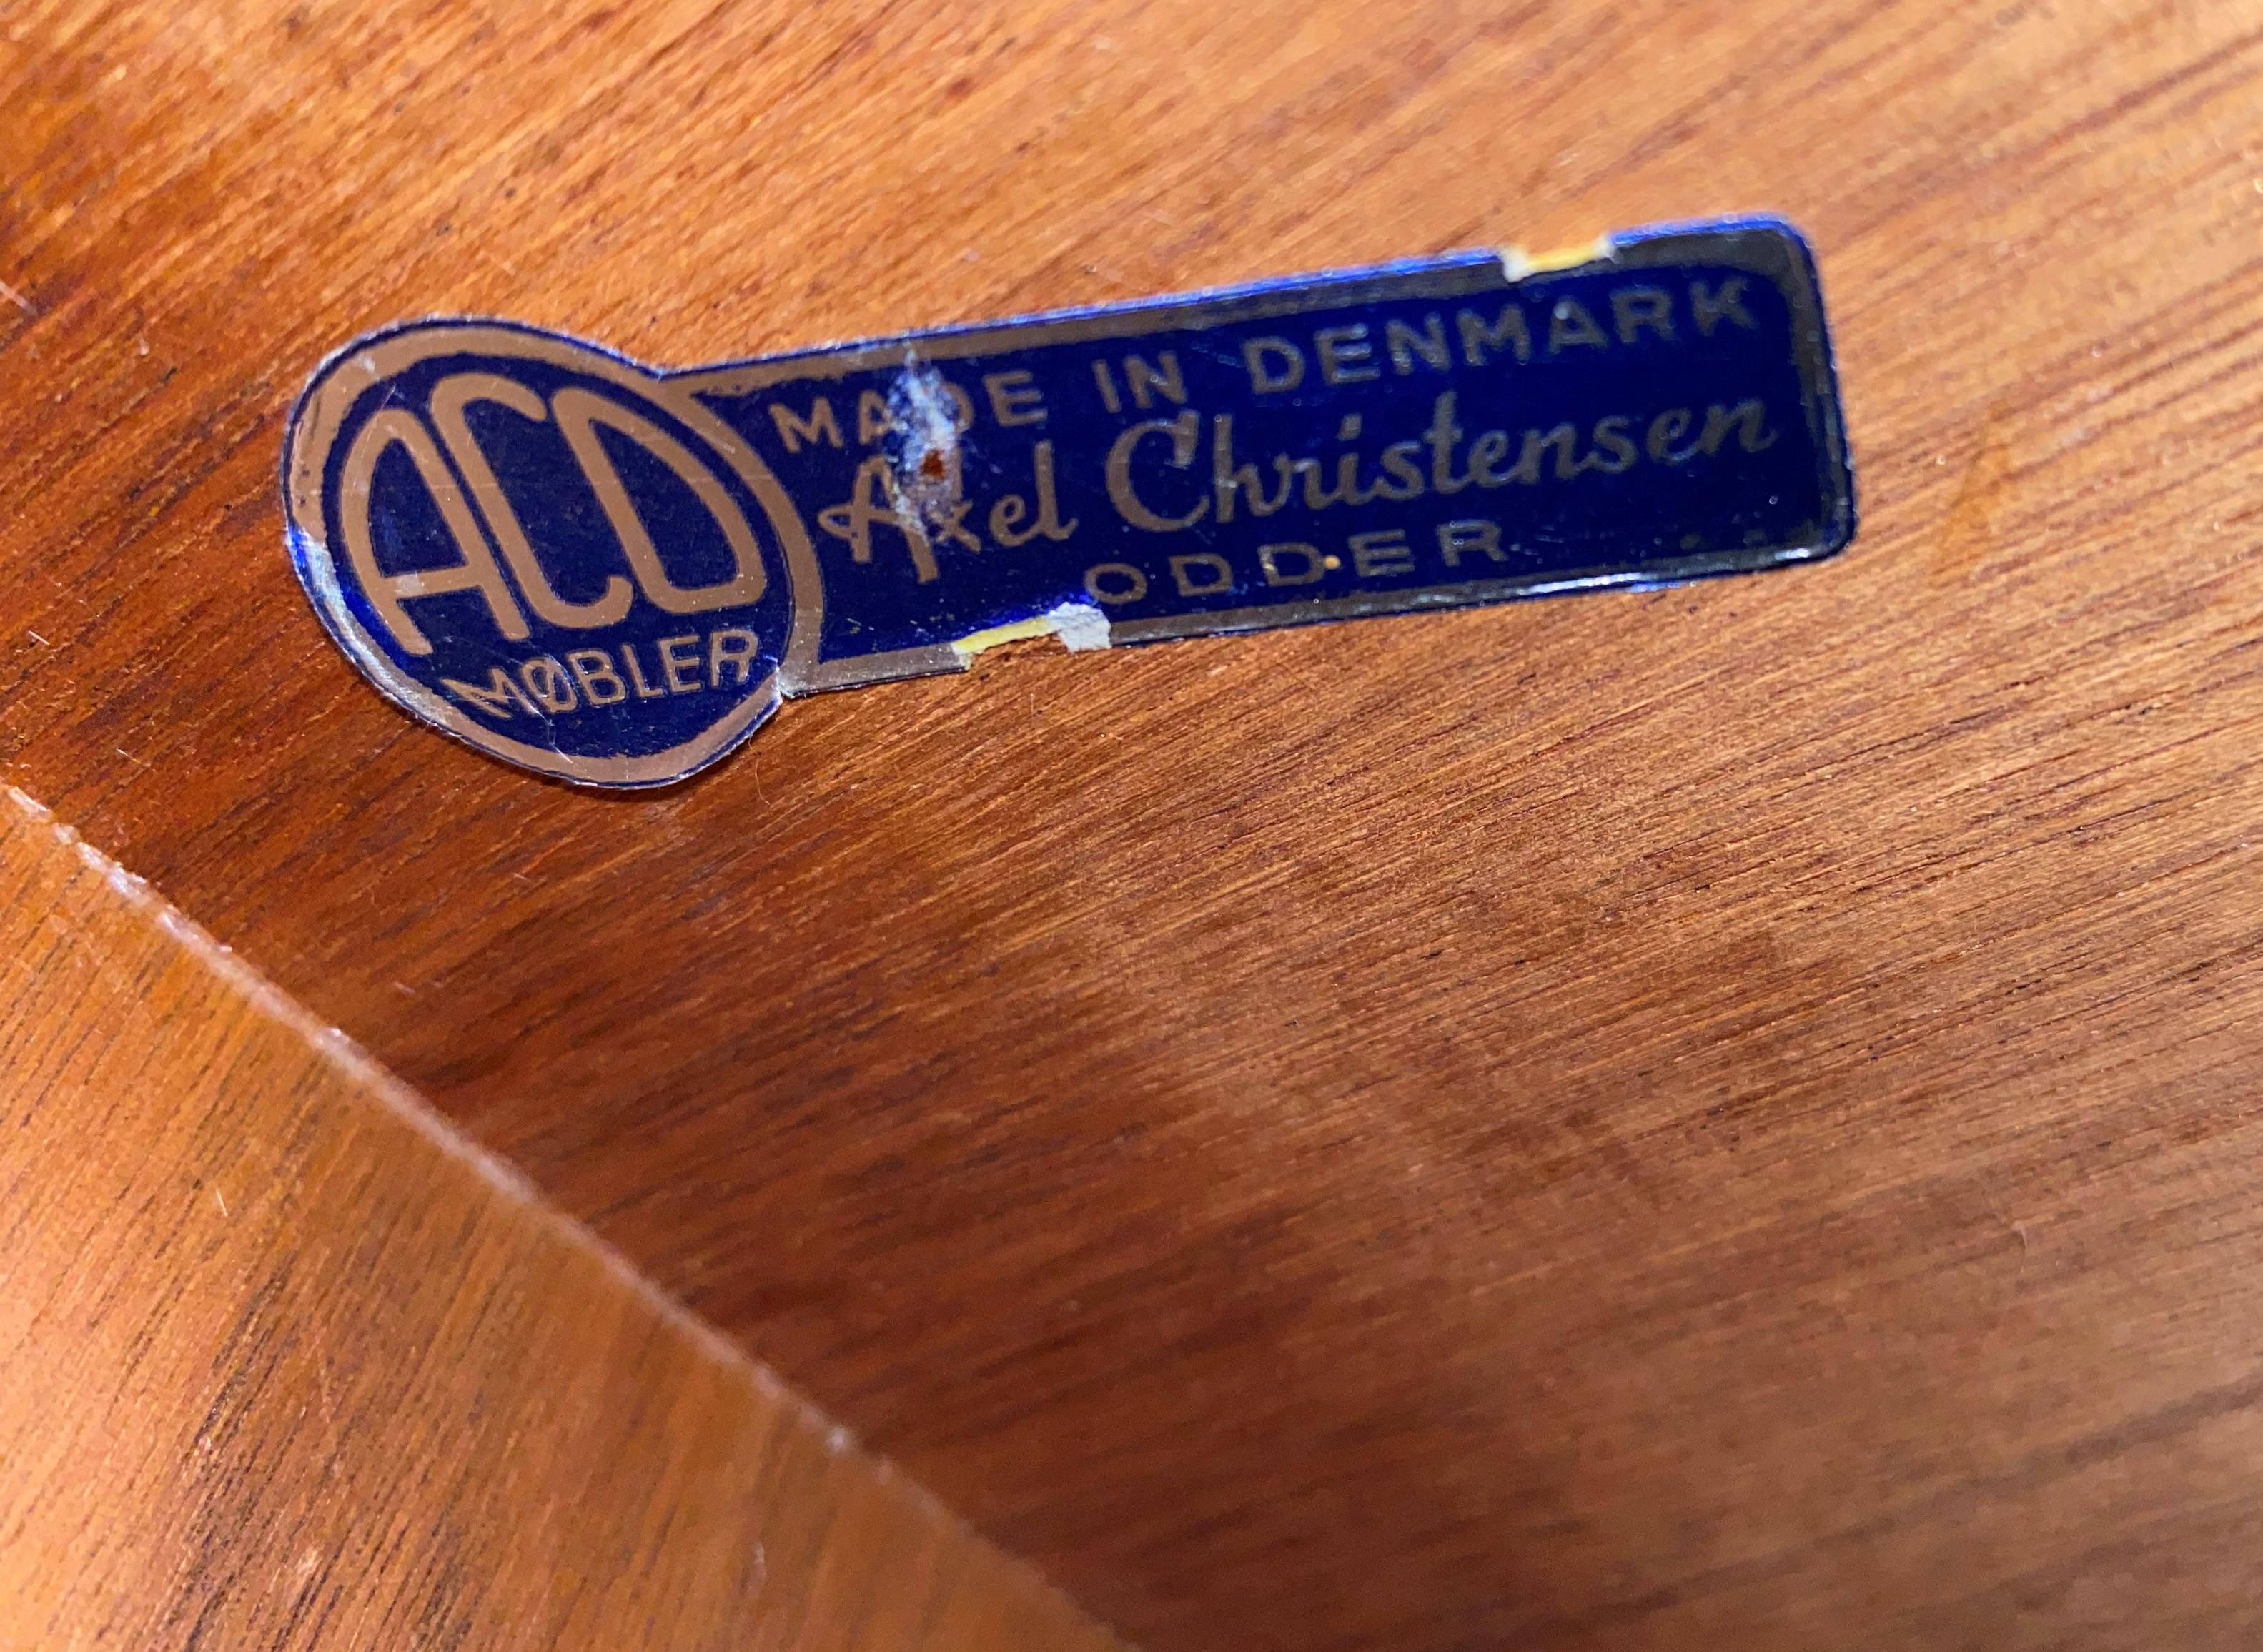 ACO
MØBLER
MADE IN DENMARK
Axel Christensen
ODDER